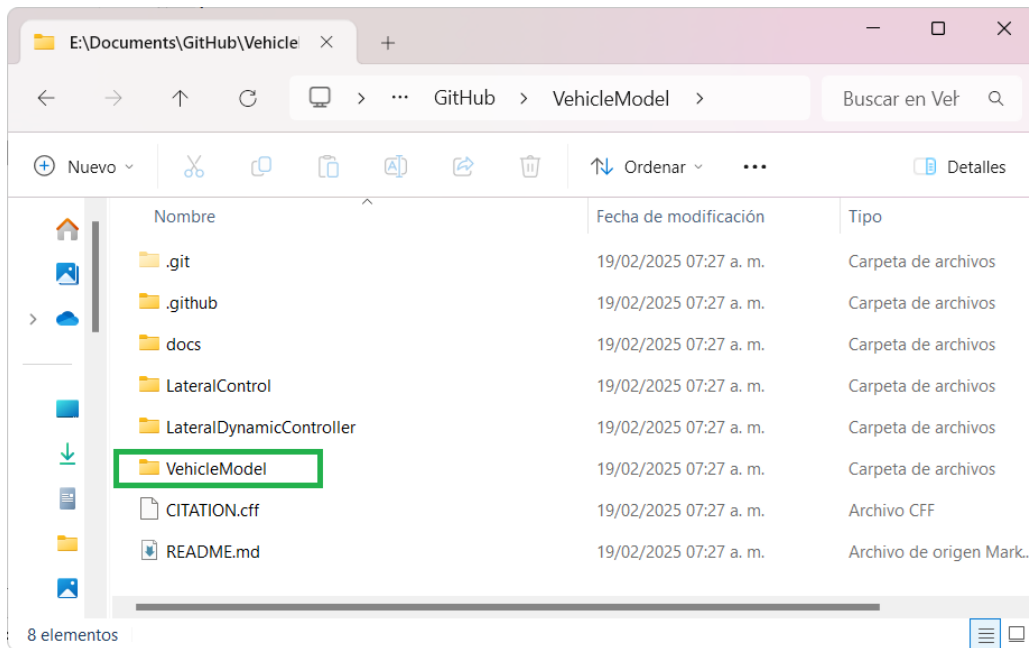 E:\Documents\GitHub\Vehicle
GitHub > VehicleModel > Buscar en Veh
Nuevo Ordenar ... Detalles
Nombre Fecha de modificación Tipo
.git 19/02/2025 07:27 a. m. Carpeta de archivos
.github 19/02/2025 07:27 a. m. Carpeta de archivos
docs 19/02/2025 07:27 a. m. Carpeta de archivos
LateralControl 19/02/2025 07:27 a. m. Carpeta de archivos
LateralDynamicController 19/02/2025 07:27 a. m. Carpeta de archivos
VehicleModel 19/02/2025 07:27 a. m. Carpeta de archivos
CITATION.cff 19/02/2025 07:27 a. m. Archivo CFF
README.md 19/02/2025 07:27 a. m. Archivo de origen Mark...
8 elementos